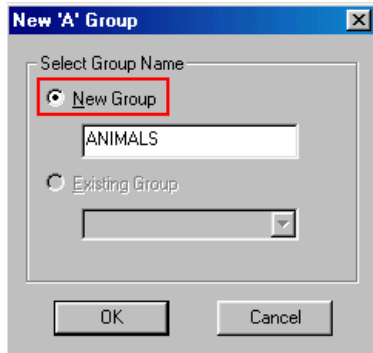 New 'A' Group
Select Group Name
New Group
ANIMALS
Existing Group
OK
Cancel